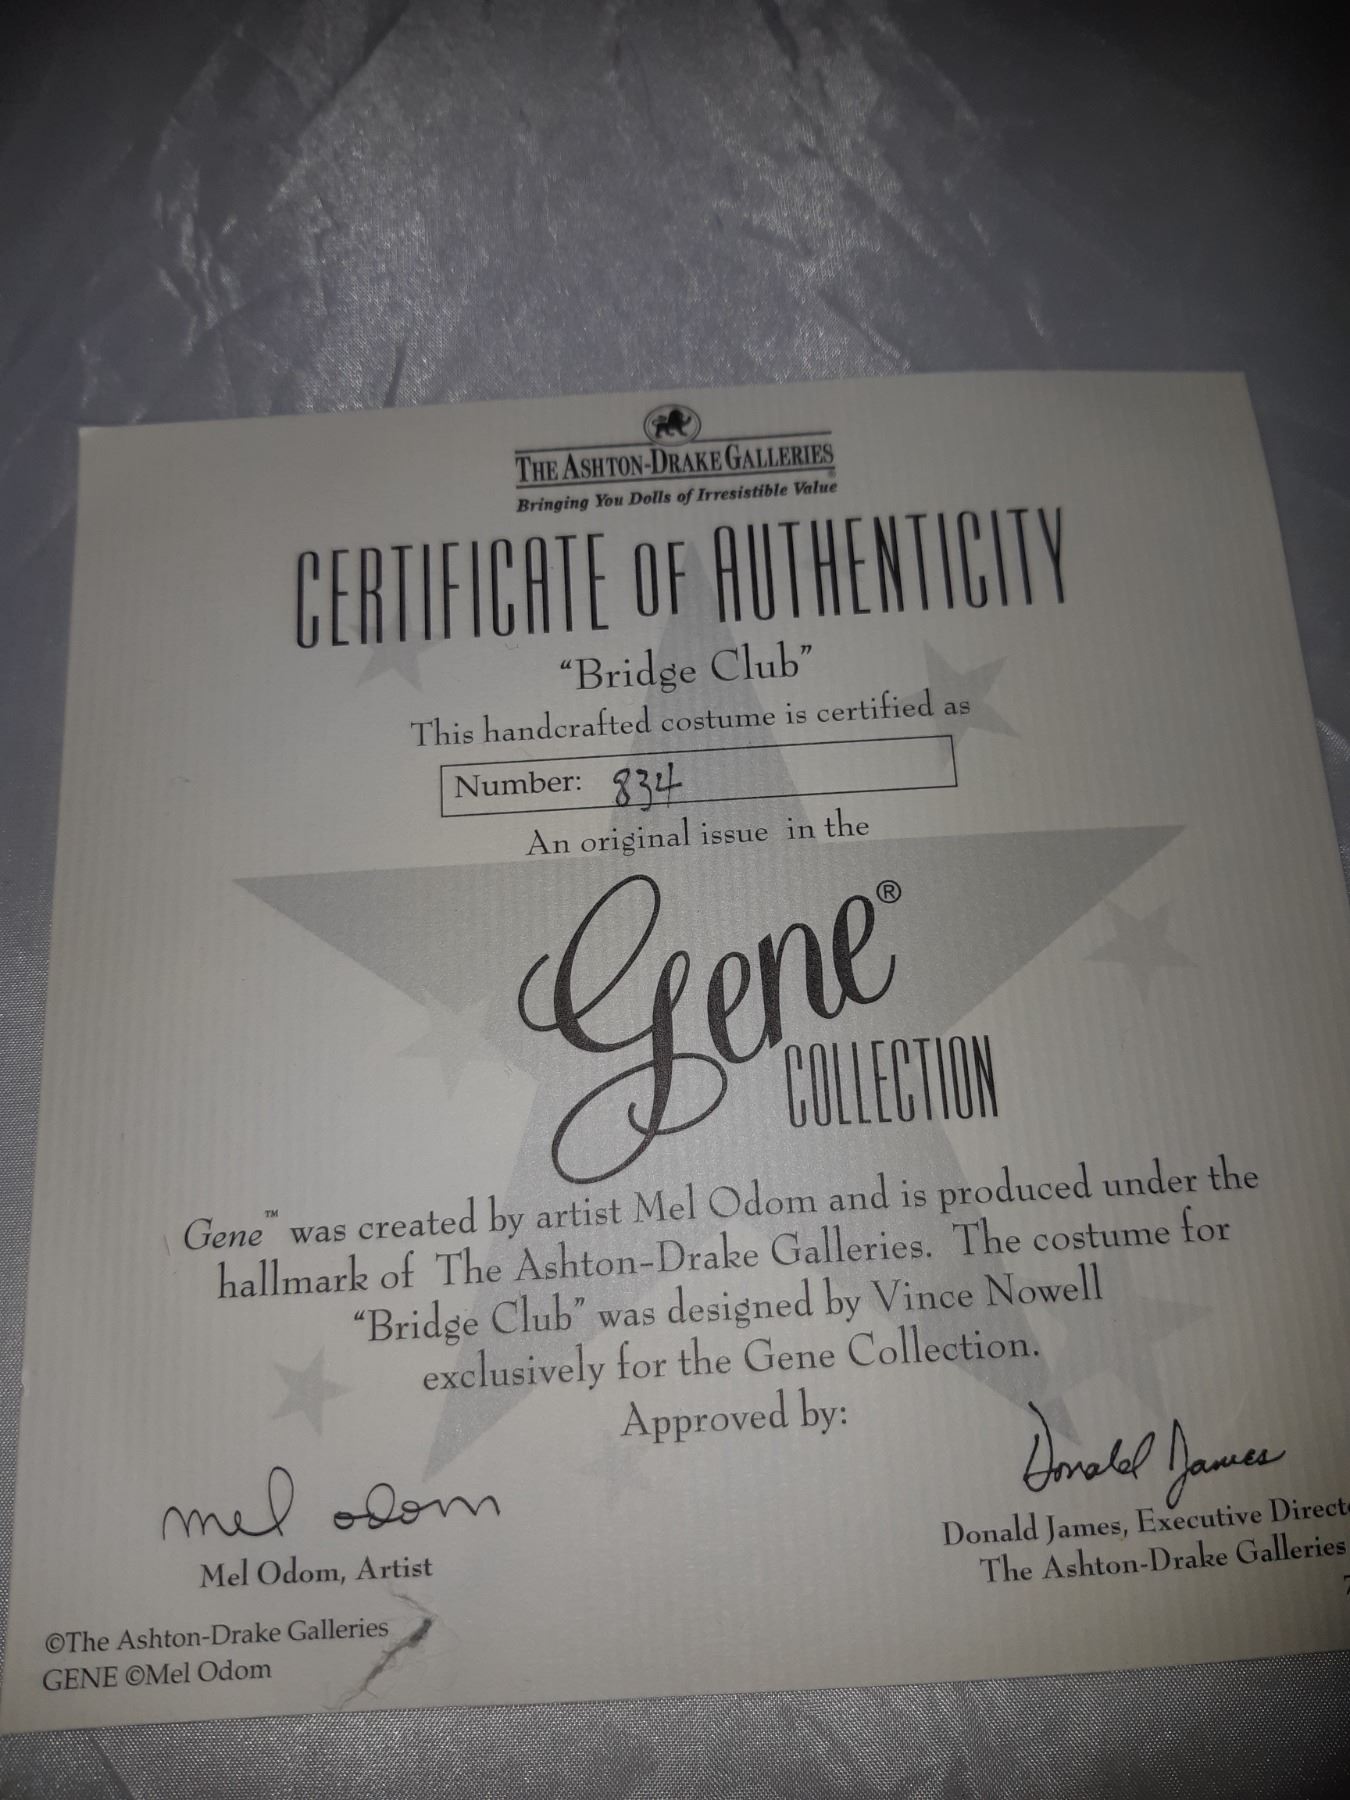 THE ASHTON-DRAKE GALLERIES
Bringing You Dolls of Irresistible Value
CERTIFICATE OF AUTHENTICITY
“Bridge Club”
This handcrafted costume is certified as
Number: 834
An original issue in the
Gene®
COLLECTION
Gene™ was created by artist Mel Odom and is produced under the
hallmark of The Ashton-Drake Galleries. The costume for
“Bridge Club” was designed by Vince Nowell
exclusively for the Gene Collection.
Approved by:
mel odom
Donald James
Mel Odom, Artist
Donald James, Executive Direct
The Ashton-Drake Galleries
©The Ashton-Drake Galleries
GENE ©Mel Odom